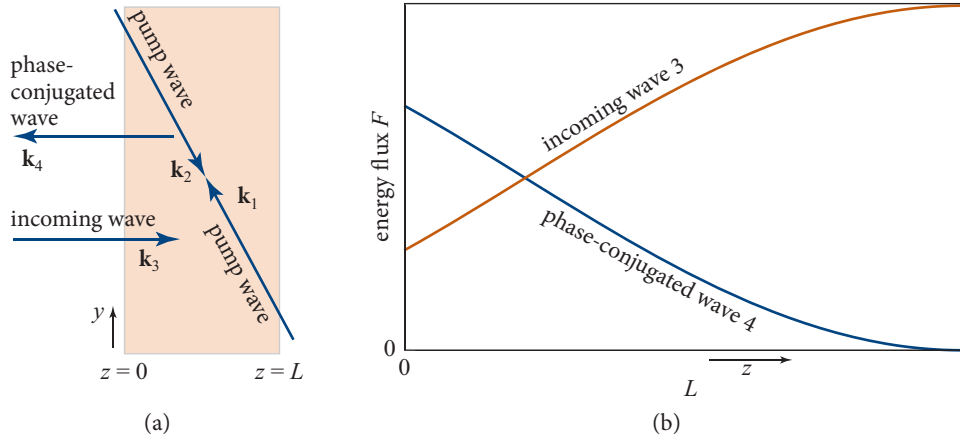 phase-
conjugated
wave
k₄
pump wave
k₂
k₁
incoming wave
k₃
pump wave
y
z = 0
z = L
(a)
energy flux F
incoming wave 3
phase-conjugated wave 4
0
0
z
L
(b)